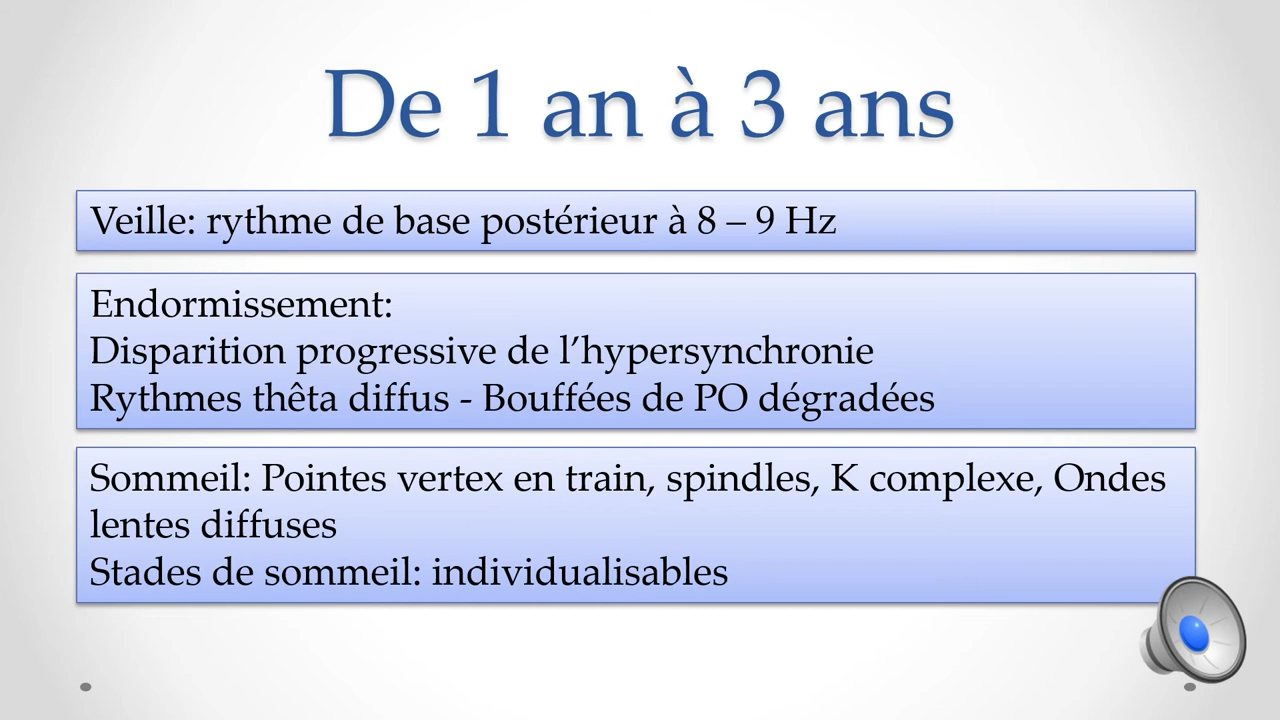 De 1 an à 3 ans
Veille: rythme de base postérieur à 8 – 9 Hz
Endormissement:
Disparition progressive de l’hypersynchronie
Rythmes thêta diffus - Bouffées de PO dégradées
Sommeil: Pointes vertex en train, spindles, K complexe, Ondes
lentes diffuses
Stades de sommeil: individualisables